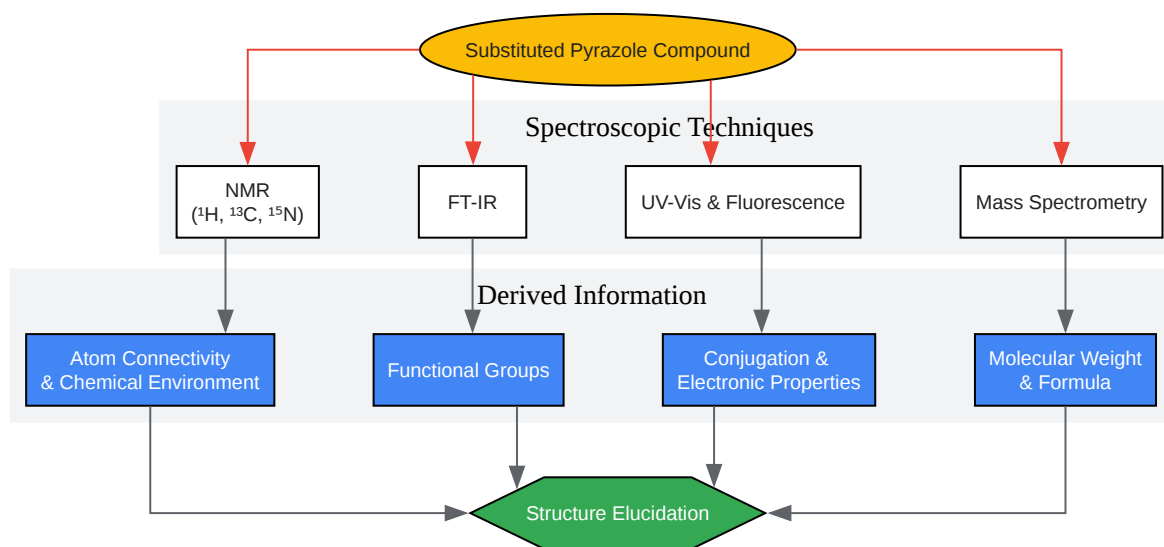 Substituted Pyrazole Compound
Spectroscopic Techniques
NMR
(¹H, ¹³C, ¹⁵N)
FT-IR
UV-Vis & Fluorescence
Mass Spectrometry
Derived Information
Atom Connectivity
& Chemical Environment
Functional Groups
Conjugation &
Electronic Properties
Molecular Weight
& Formula
Structure Elucidation